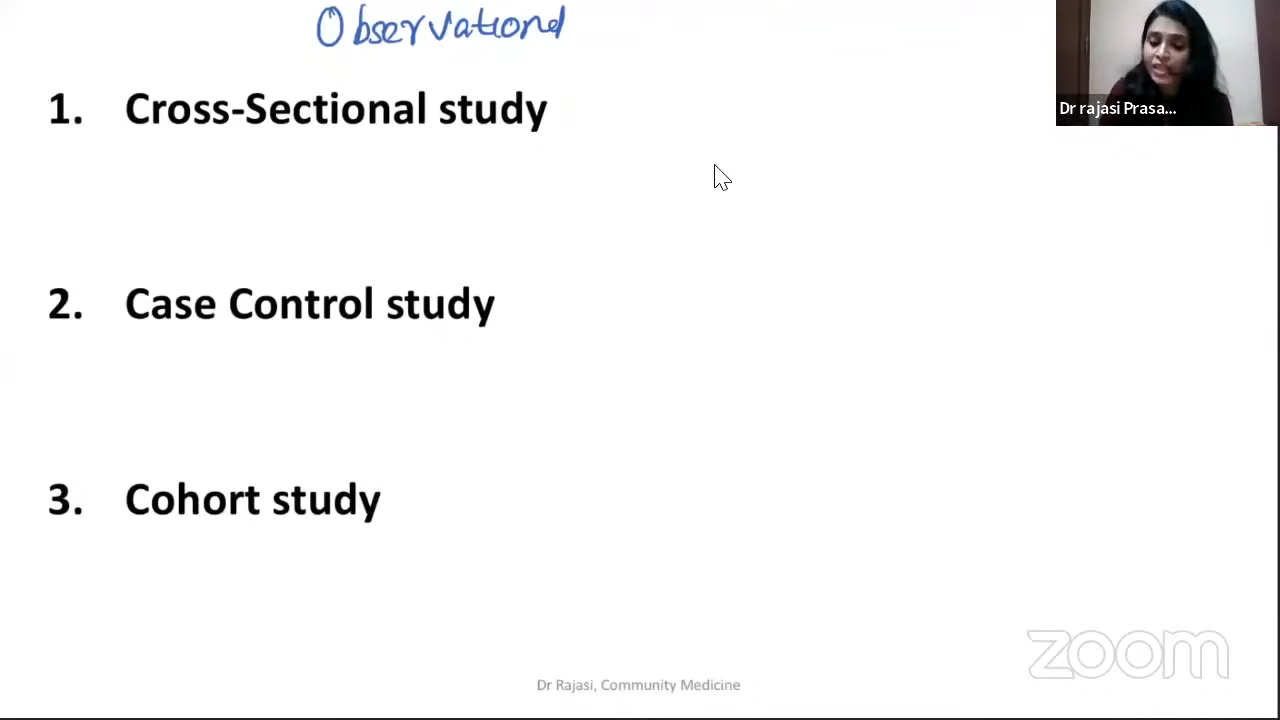 Observational
Dr rajasi Prasa...
1. Cross-Sectional study
2. Case Control study
3. Cohort study
zoom
Dr Rajasi, Community Medicine